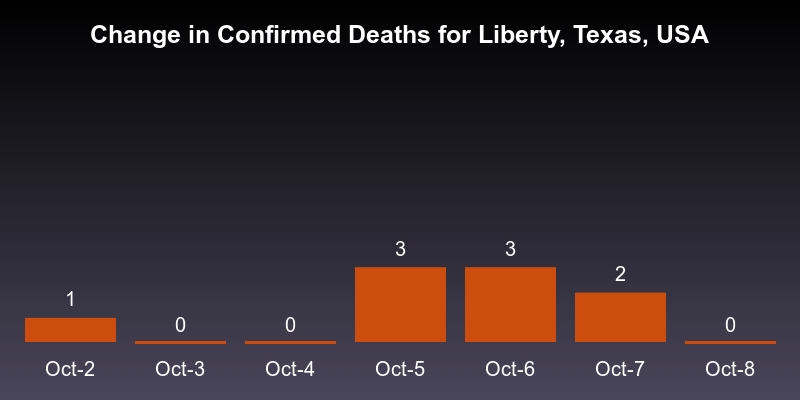 Change in Confirmed Deaths for Liberty, Texas, USA
1 0 0 3 3 2 0
Oct-2 Oct-3 Oct-4 Oct-5 Oct-6 Oct-7 Oct-8